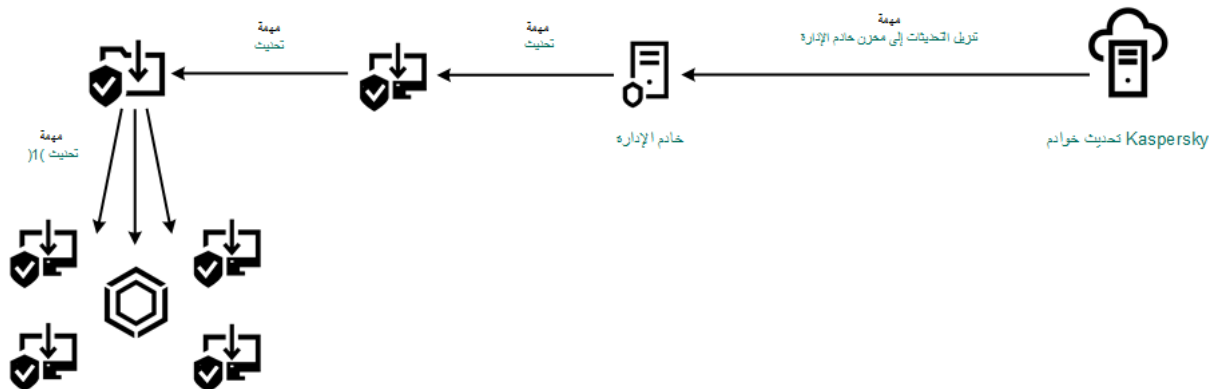 مهمة
تنزيل التحديثات إلى مخزن خادم الإدارة
مهمة
تحديث
مهمة
تحديث
Kaspersky تحديث خوادم
خادم الإدارة
مهمة
تحديث )1(